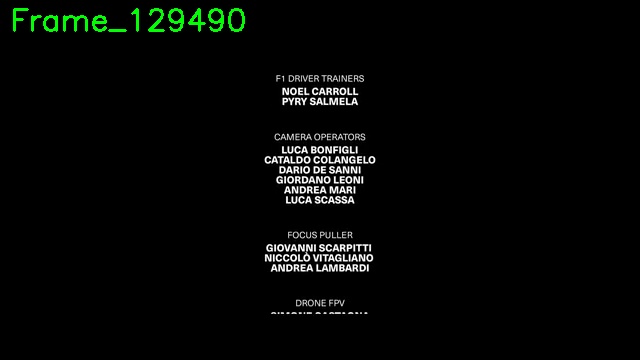 Frame_129490
F1 DRIVER TRAINERS
NOEL CARROLL
PYRY SALMELA
CAMERA OPERATORS
LUCA BONFIGLI
CATALDO COLANGELO
DARIO DE SANNI
GIORDANO LEONI
ANDREA MARI
LUCA SCASSA
FOCUS PULLER
GIOVANNI SCARPITTI
NICCOLÒ VITAGLIANO
ANDREA LAMBARDI
DRONE FPV